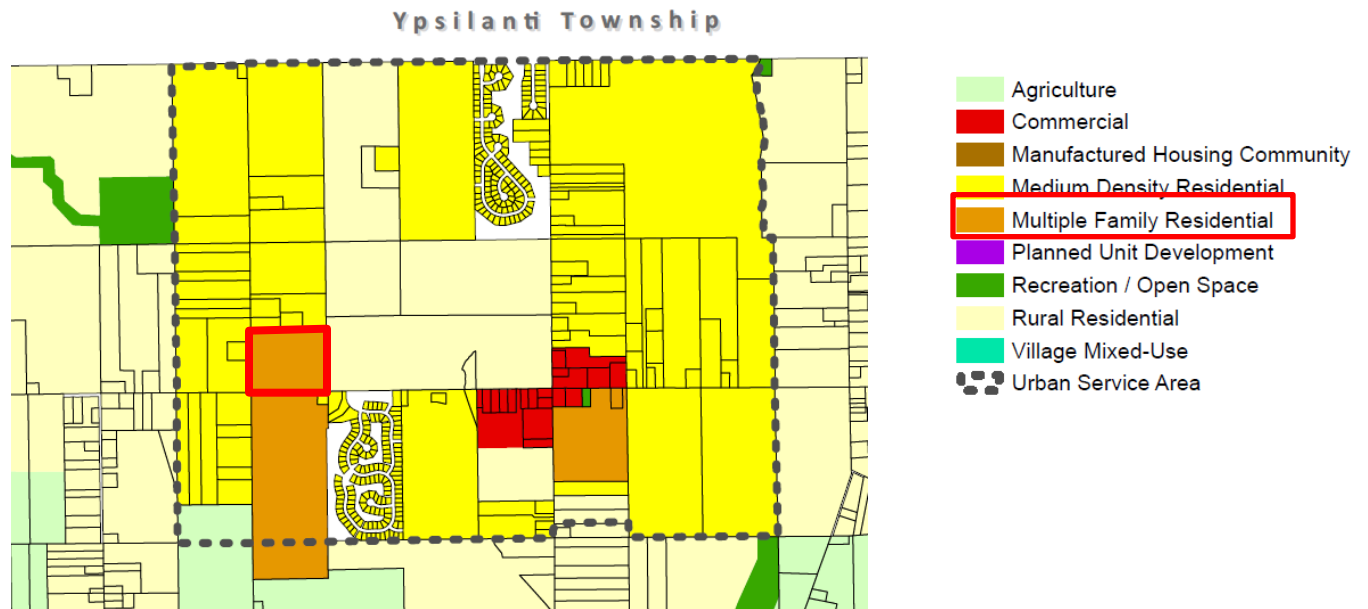 Ypsilanti Township
Agriculture
Commercial
Manufactured Housing Community
Medium Density Residential
Multiple Family Residential
Planned Unit Development
Recreation / Open Space
Rural Residential
Village Mixed-Use
Urban Service Area